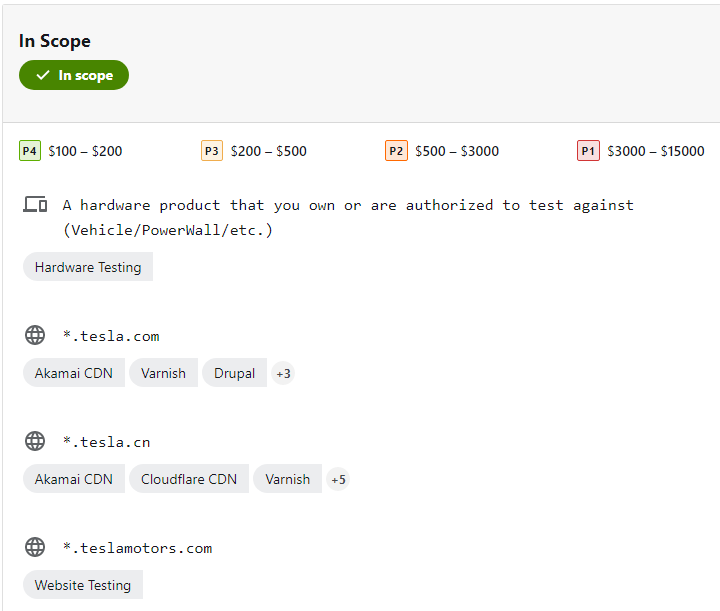 In Scope
In scope
P4 $100 – $200 P3 $200 – $500 P2 $500 – $3000 P1 $3000 – $15000
A hardware product that you own or are authorized to test against
(Vehicle/PowerWall/etc.)
Hardware Testing
*.tesla.com
Akamai CDN Varnish Drupal +3
*.tesla.cn
Akamai CDN Cloudflare CDN Varnish +5
*.teslamotors.com
Website Testing